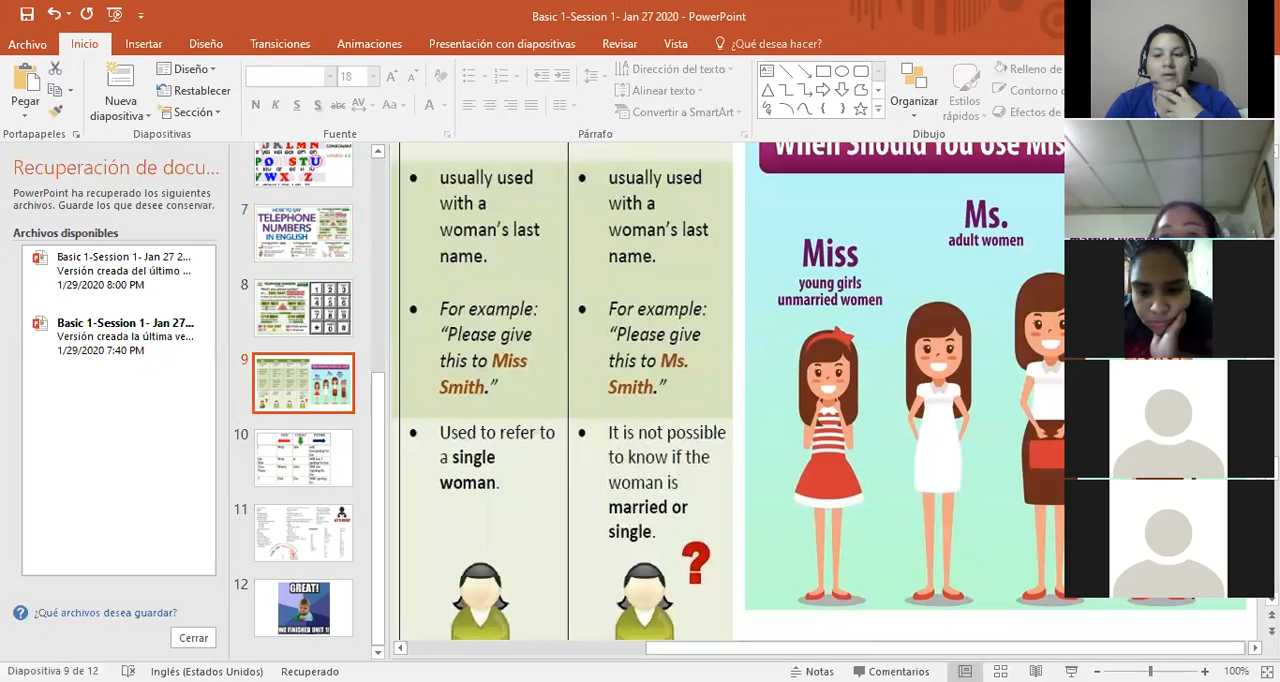 Basic 1-Session 1- Jan 27 2020 - PowerPoint
Archivo
Inicio
Insertar
Diseño
Transiciones
Animaciones
Presentación con diapositivas
Revisar
Vista
¿Qué desea hacer?
Pegar
Nueva
diapositiva
Diseño
Restablecer
Sección
18
N K S S abc AV Aa A
Dirección del texto
Alinear texto
Convertir a SmartArt
Organizar
Estilos
rápidos
Relleno de
Contorno
Efectos de
Portapapeles
Diapositivas
Fuente
Párrafo
Dibujo
Recuperación de docu...
PowerPoint ha recuperado los siguientes
archivos. Guarde los que desee conservar.
Archivos disponibles
Basic 1-Session 1- Jan 27 2...
Versión creada del último ...
1/29/2020 8:00 PM
Basic 1-Session 1- Jan 27...
Versión creada la última ve...
1/29/2020 7:40 PM
¿Qué archivos desea guardar?
Cerrar
7
HOW TO SAY
TELEPHONE
NUMBERS
IN ENGLISH
8
9
10
11
12
GREAT!
WE FINISHED UNIT 1!
usually used
with a
woman's last
name.
For example:
"Please give
this to Miss
Smith."
Used to refer to
a single
woman.
usually used
with a
woman's last
name.
For example:
"Please give
this to Ms.
Smith."
It is not possible
to know if the
woman is
married or
single.
?
When Should You Use Mis
Miss
young girls
unmarried women
Ms.
adult women
married women
Diapositiva 9 de 12
Inglés (Estados Unidos)
Recuperado
Notas
Comentarios
100%